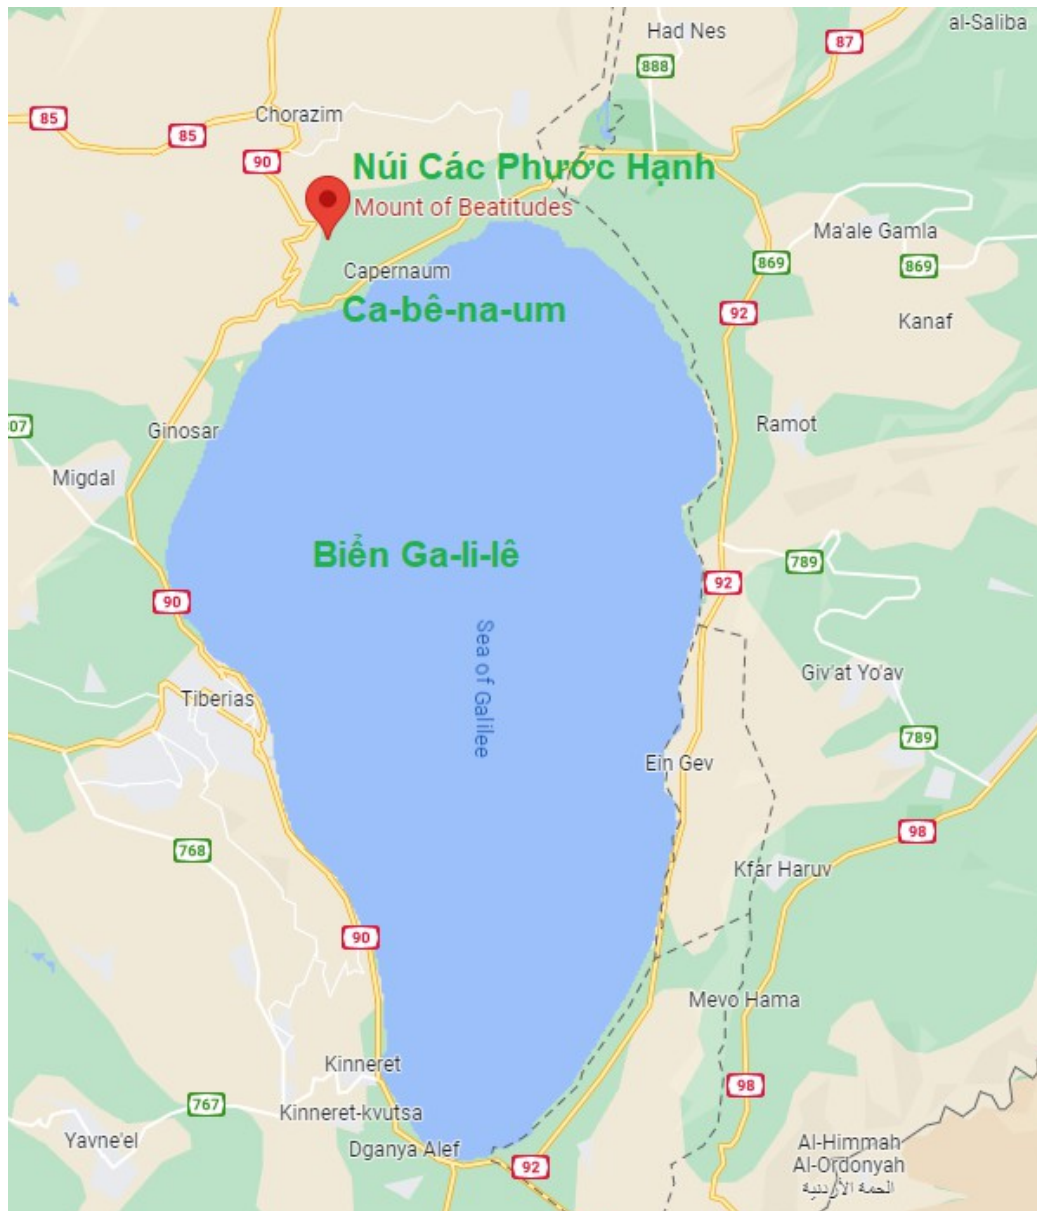 Had Nes
al-Saliba
87
888
85
Chorazim
85
90
Núi Các Phước Hạnh
Mount of Beatitudes
Ma'ale Gamla
869
869
Capernaum
Ca-bê-na-um
92
Kanaf
07
Ginosar
Ramot
Migdal
Biển Ga-li-lê
789
92
90
Sea of Galilee
Giv'at Yo'av
Tiberias
789
Ein Gev
98
768
Kfar Haruv
90
Mevo Hama
Kinneret
98
767
Kinneret-kvutsa
Yavne'el
Dganya Alef
92
Al-Himmah
Al-Ordonyah
الحمة الأردنية